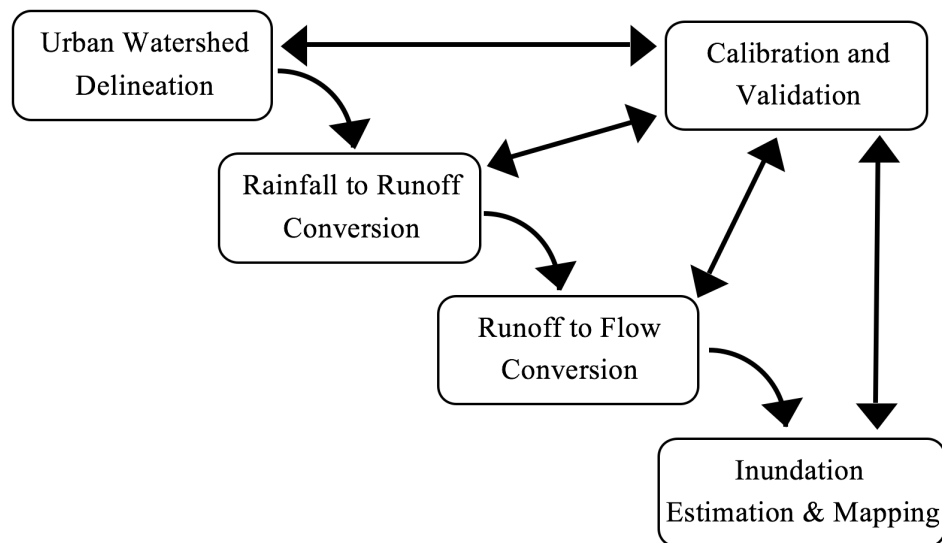 Urban Watershed
Delineation
Calibration and
Validation
Rainfall to Runoff
Conversion
Runoff to Flow
Conversion
Inundation
Estimation & Mapping